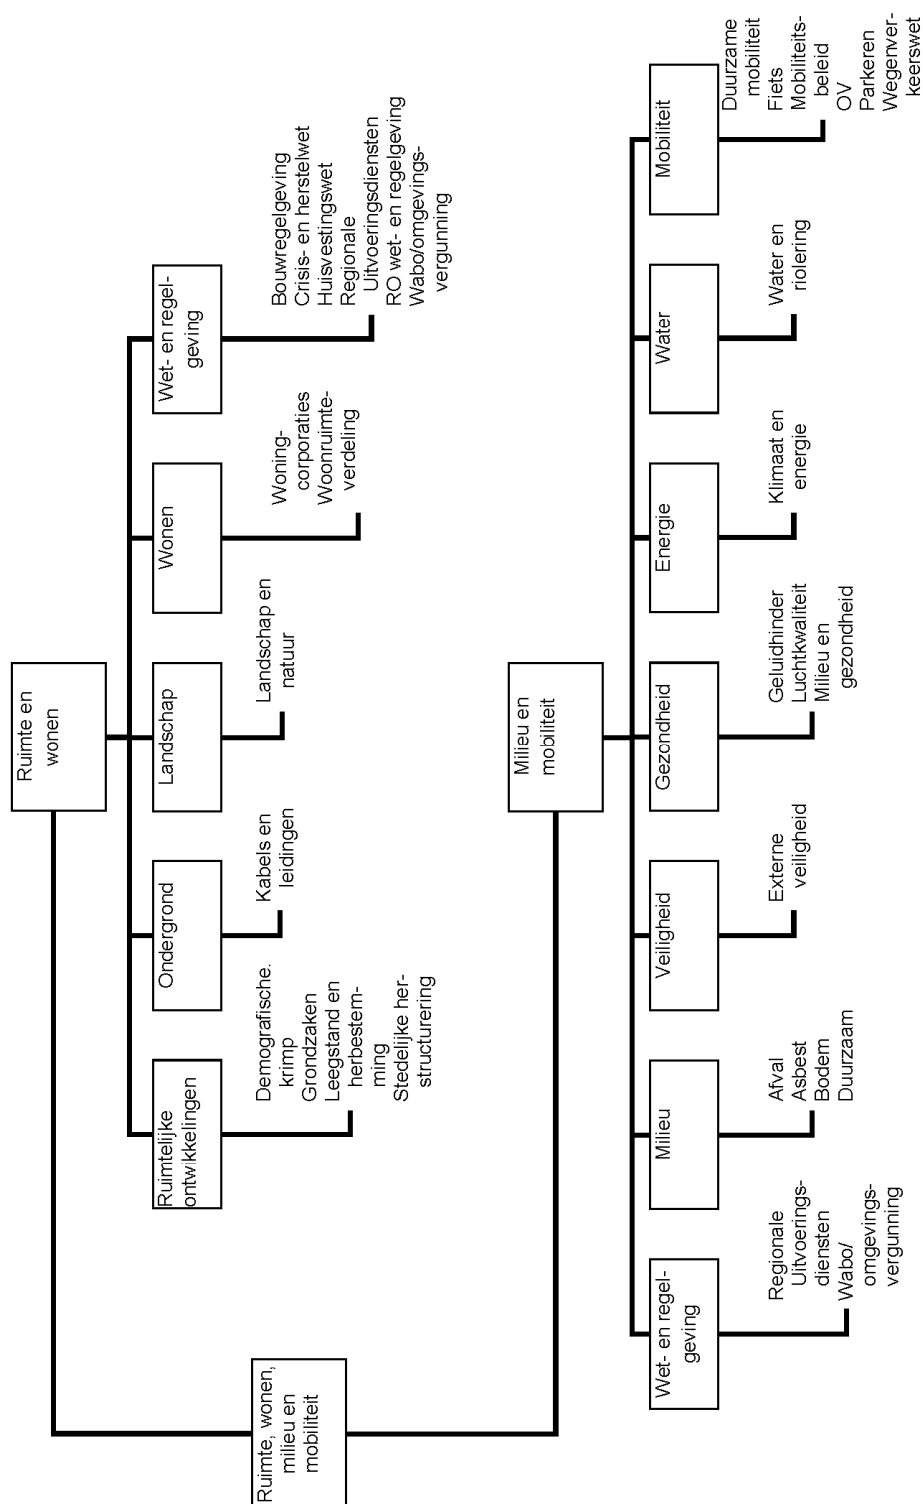 Ruimte, wonen,
milieu en
mobiliteit
Ruimte en
wonen
Ruimtelijke
ontwikkelingen
Demografische.
krimp
Grondzaken
Leegstand en
herbestem-
ming
Stedelijke her-
structurering
Ondergrond
Kabels en
leidingen
Landschap
Landschap en
natuur
Wonen
Woning-
corporaties
Woonruimte-
verdeling
Wet- en regel-
geving
Bouwregelgeving
Crisis- en herstelwet
Huisvestingswet
Regionale
Uitvoeringsdiensten
RO wet- en regelgeving
Wabo/omgevings-
vergunning
Milieu en
mobiliteit
Wet- en regel-
geving
Regionale
Uitvoerings-
diensten
Wabo/
omgevings-
vergunning
Milieu
Afval
Asbest
Bodem
Duurzaam
Veiligheid
Externe
veiligheid
Gezondheid
Geluidhinder
Luchtkwaliteit
Milieu en
gezondheid
Energie
Klimaat en
energie
Water
Water en
riolering
Mobiliteit
Duurzame
mobiliteit
Fiets
Mobiliteits-
beleid
OV
Parkeren
Wegenver-
keerswet